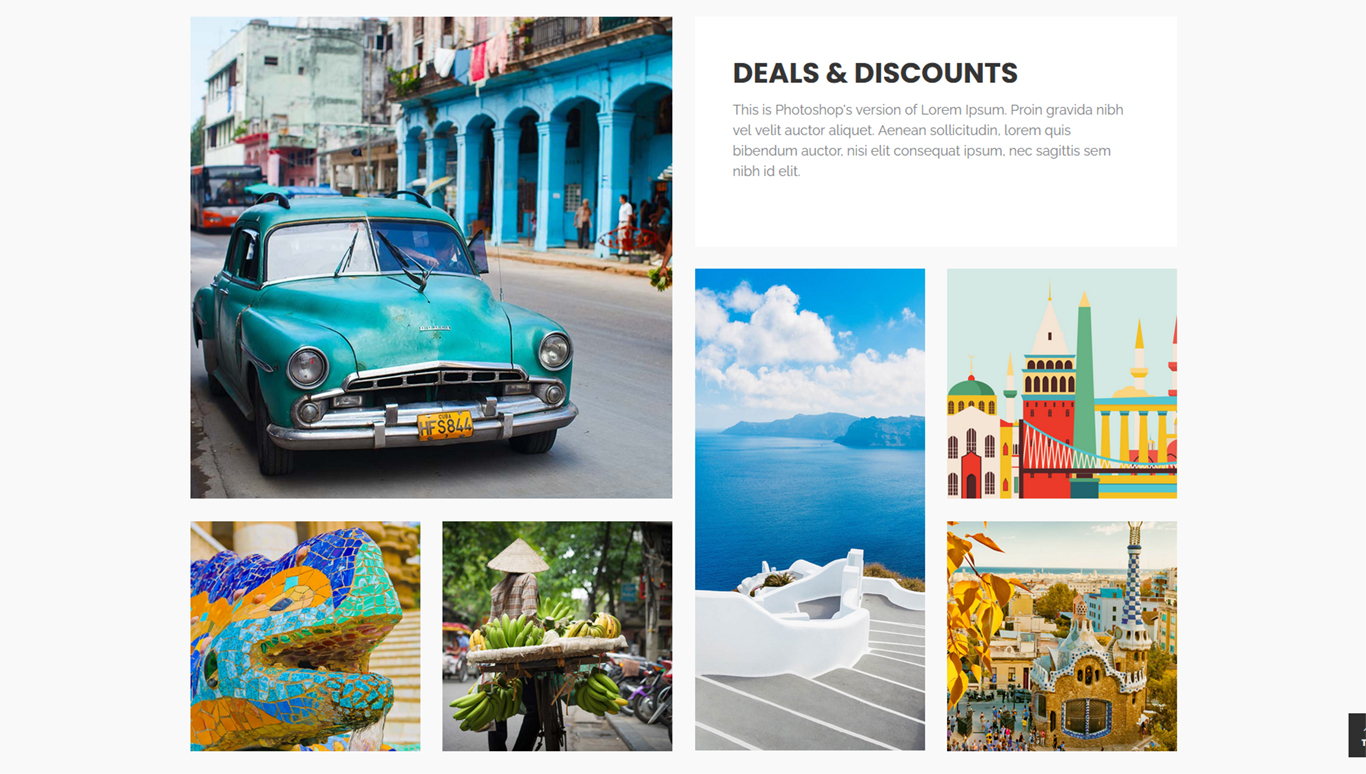 DEALS & DISCOUNTS
This is Photoshop's version of Lorem Ipsum. Proin gravida nibh
vel velit auctor aliquet. Aenean sollicitudin, lorem quis
bibendum auctor, nisi elit consequat ipsum, nec sagittis sem
nibh id elit.
DODGE
CUBA
HFS844